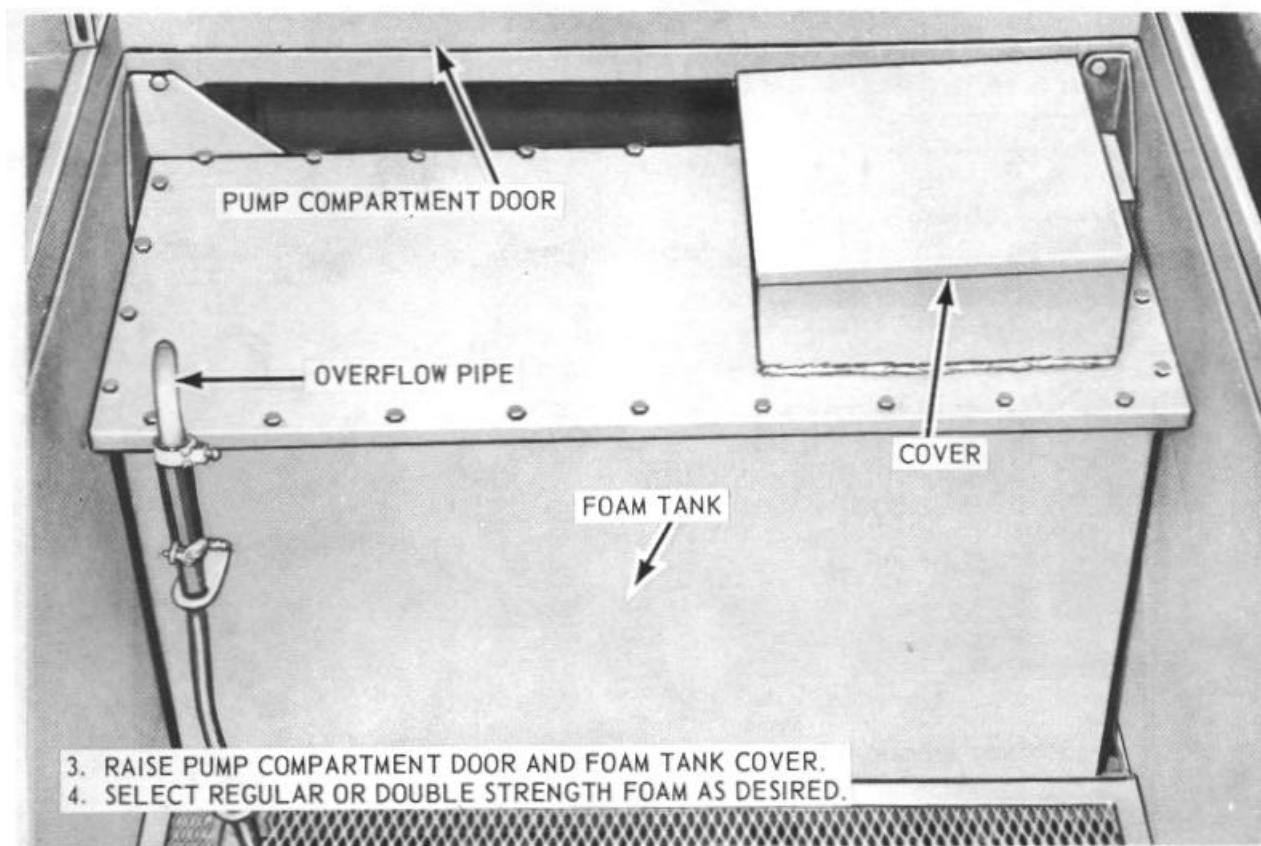 PUMP COMPARTMENT DOOR
OVERFLOW PIPE
COVER
FOAM TANK
3. RAISE PUMP COMPARTMENT DOOR AND FOAM TANK COVER.
4. SELECT REGULAR OR DOUBLE STRENGTH FOAM AS DESIRED.